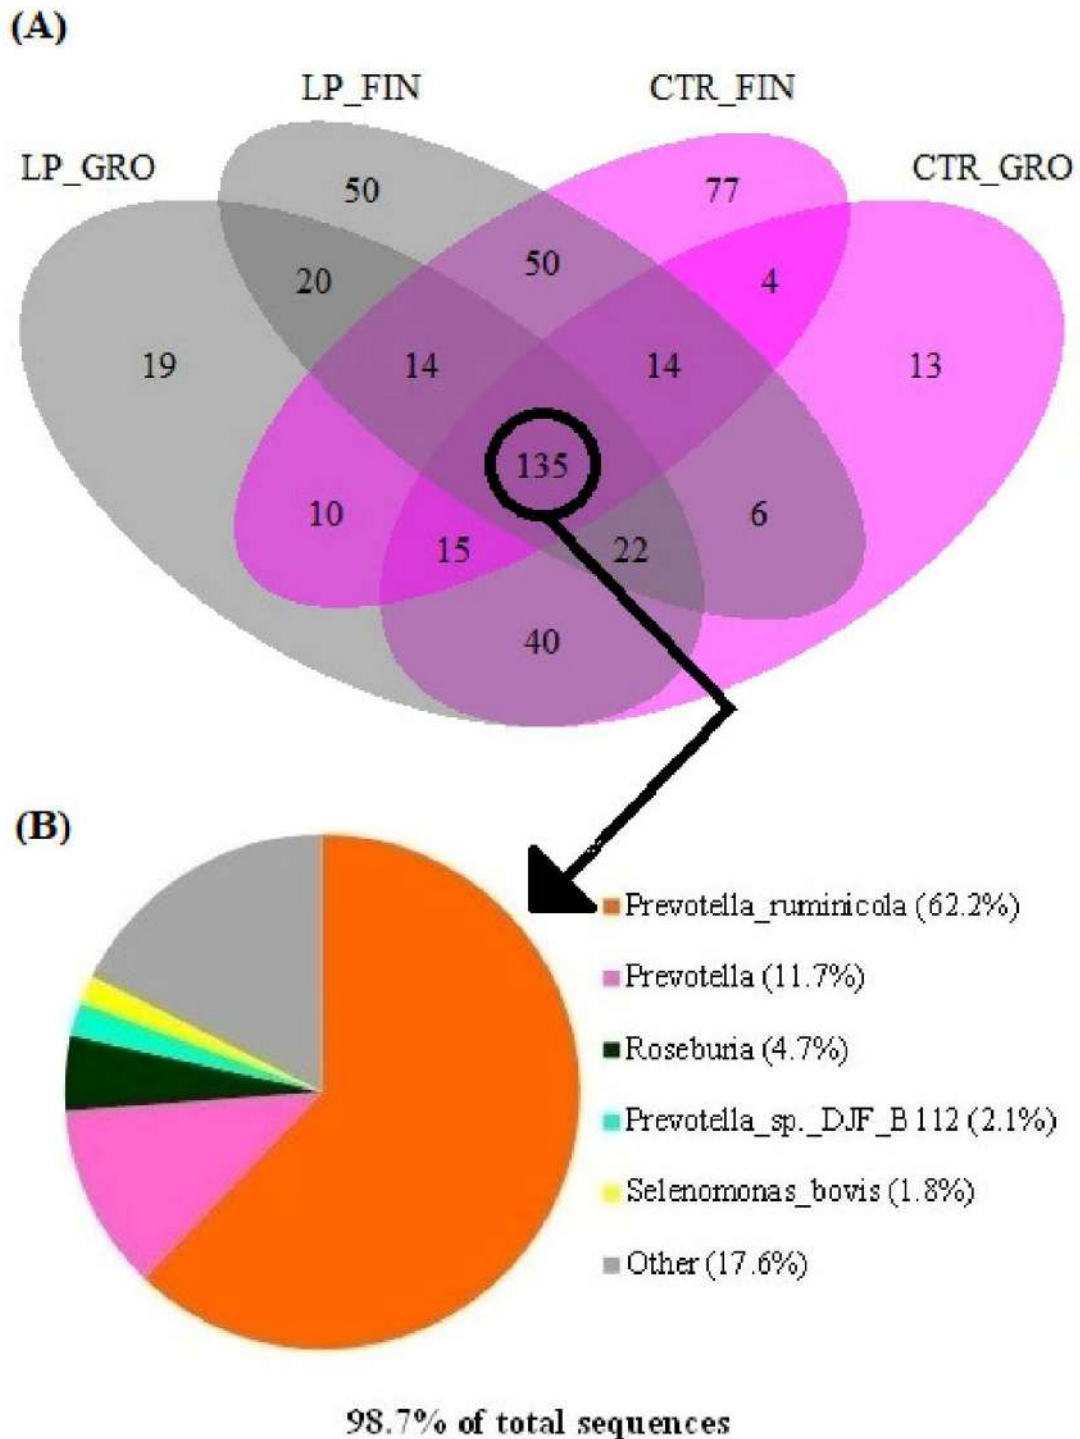 (A)
LP_FIN CTR_FIN
LP_GRO CTR_GRO
50 77
50
20 4
19 14 14 13
135
10 6
15 22
40
(B)
Prevotella_ruminicola (62.2%)
Prevotella (11.7%)
Roseburia (4.7%)
Prevotella_sp._DJF_B112 (2.1%)
Selenomonas_bovis (1.8%)
Other (17.6%)
98.7% of total sequences